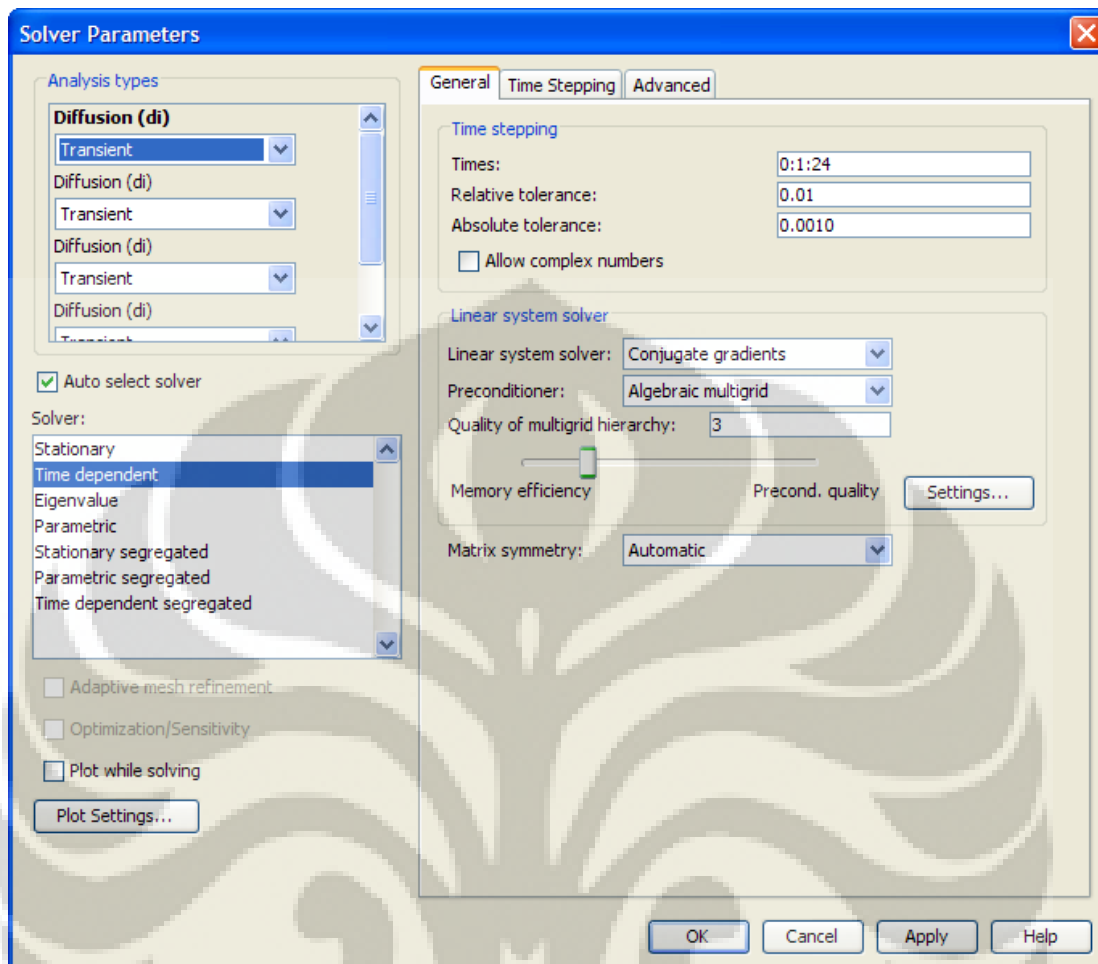 Solver Parameters
Analysis types
Diffusion (di)
Transient
Diffusion (di)
Transient
Diffusion (di)
Transient
Diffusion (di)
Transient
Auto select solver
Solver:
Stationary
Time dependent
Eigenvalue
Parametric
Stationary segregated
Parametric segregated
Time dependent segregated
Adaptive mesh refinement
Optimization/Sensitivity
Plot while solving
Plot Settings...
General Time Stepping Advanced
Time stepping
Times: 0:1:24
Relative tolerance: 0.01
Absolute tolerance: 0.0010
Allow complex numbers
Linear system solver
Linear system solver: Conjugate gradients
Preconditioner: Algebraic multigrid
Quality of multigrid hierarchy: 3
Memory efficiency Precond. quality Settings...
Matrix symmetry: Automatic
OK Cancel Apply Help